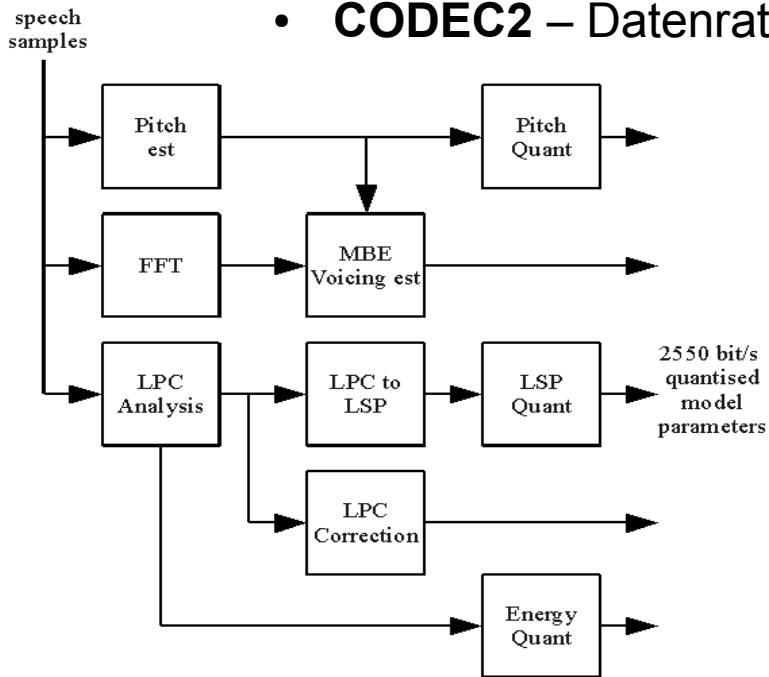 • CODEC2 – Datenrat
speech
samples
Pitch
est
Pitch
Quant
FFT
MBE
Voicing est
LPC
Analysis
LPC to
LSP
LSP
Quant
2550 bit/s
quantised
model
parameters
LPC
Correction
Energy
Quant